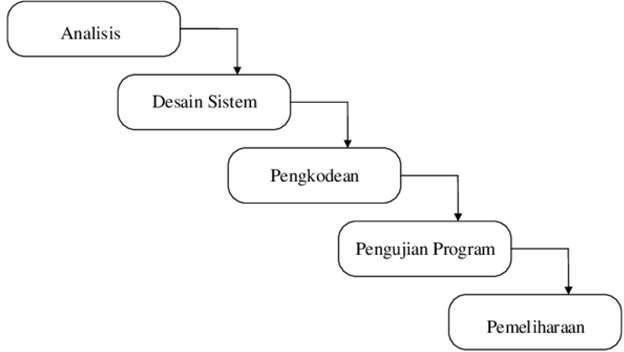 Analisis
Desain Sistem
Pengkodean
Pengujian Program
Pemeliharaan